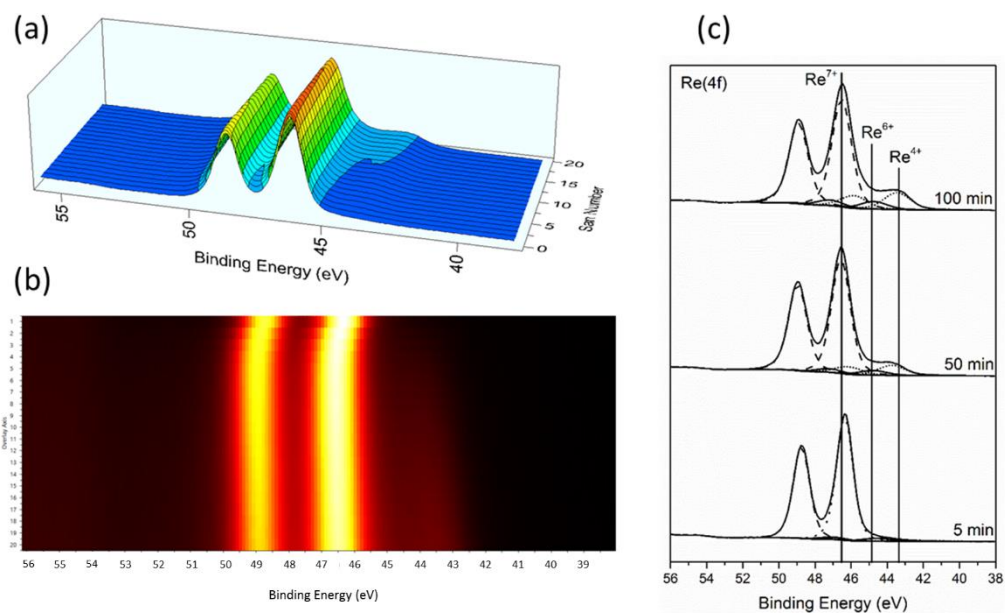 (a)
55
50
45
40
Binding Energy (eV)
20
15
10
5
0
San Number
(b)
Overlay Axis
1
2
3
4
5
6
7
8
9
10
11
12
13
14
15
16
17
18
19
20
56 55 54 53 52 51 50 49 48 47 46 45 44 43 42 41 40 39
Binding Energy (eV)
(c)
Re(4f)
Re7+
Re6+
Re4+
100 min
50 min
5 min
56 54 52 50 48 46 44 42 40 38
Binding Energy (eV)